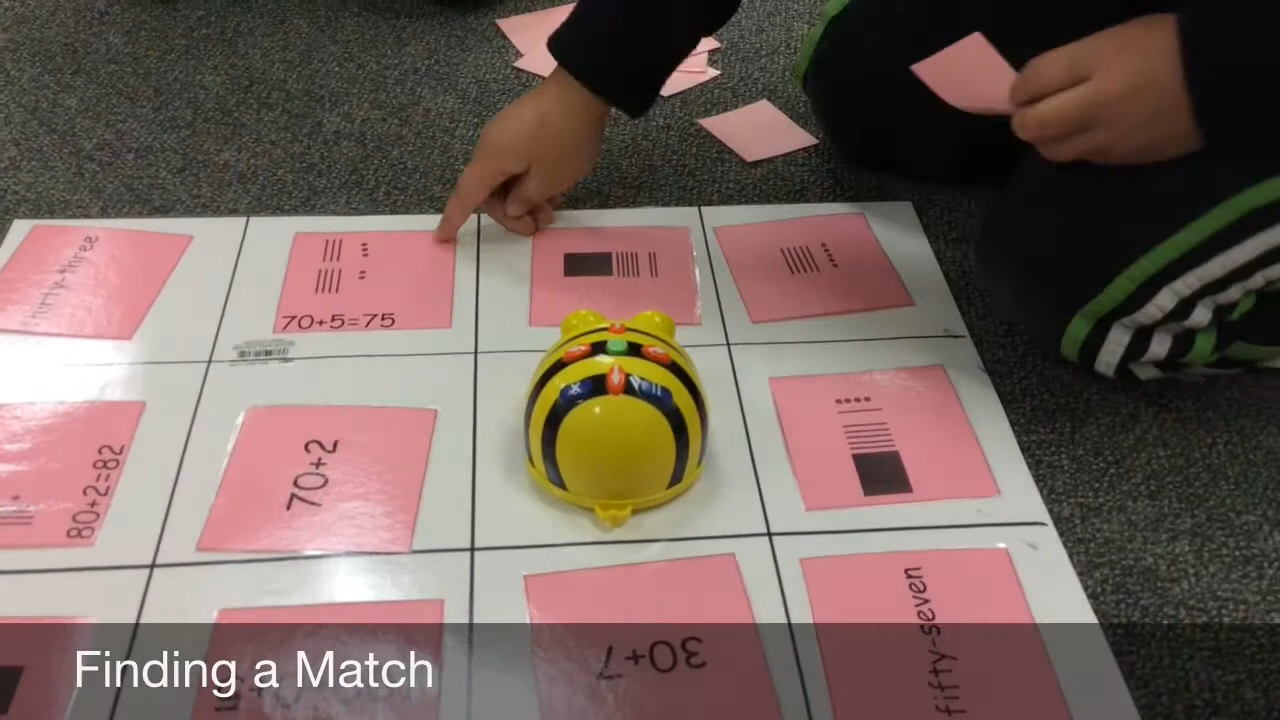 thirty-three
70+5=75
80+2=82
70+2
30+7
fifty-seven
Finding a Match